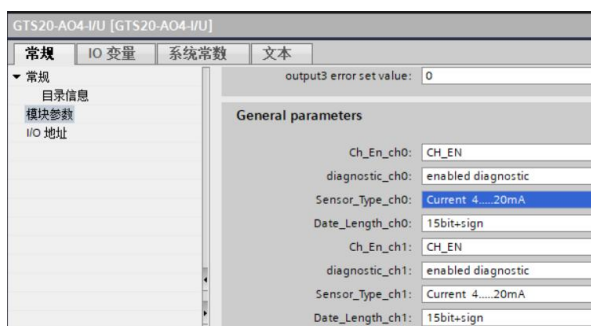 GTS20-AO4-I/U [GTS20-AO4-I/U]
常规 IO 变量 系统常数 文本
常规
目录信息
模块参数
I/O 地址
output3 error set value: 0
General parameters
Ch_En_ch0: CH_EN
diagnostic_ch0: enabled diagnostic
Sensor_Type_ch0: Current 4.....20mA
Date_Length_ch0: 15bit+sign
Ch_En_ch1: CH_EN
diagnostic_ch1: enabled diagnostic
Sensor_Type_ch1: Current 4.....20mA
Date_Length_ch1: 15bit+sign